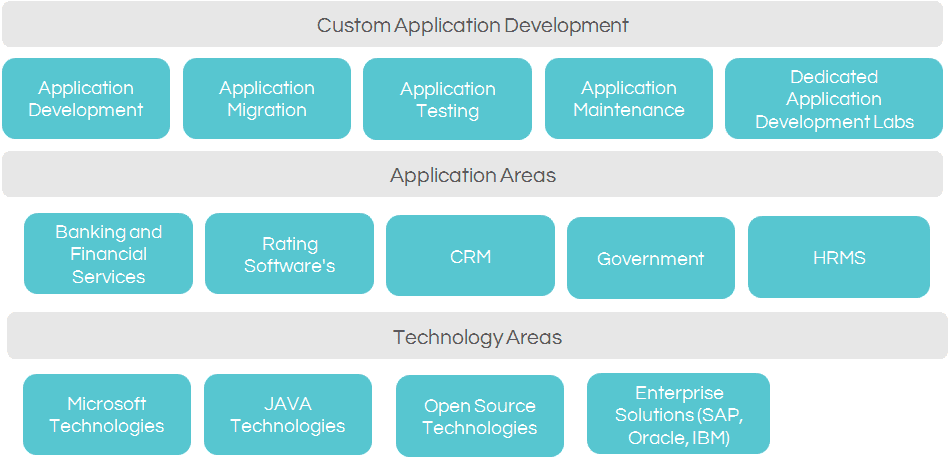 Custom Application Development
Application
Development
Application
Migration
Application
Testing
Application
Maintenance
Dedicated
Application
Development Labs
Application Areas
Banking and
Financial
Services
Rating
Software's
CRM
Government
HRMS
Technology Areas
Microsoft
Technologies
JAVA
Technologies
Open Source
Technologies
Enterprise
Solutions (SAP,
Oracle, IBM)